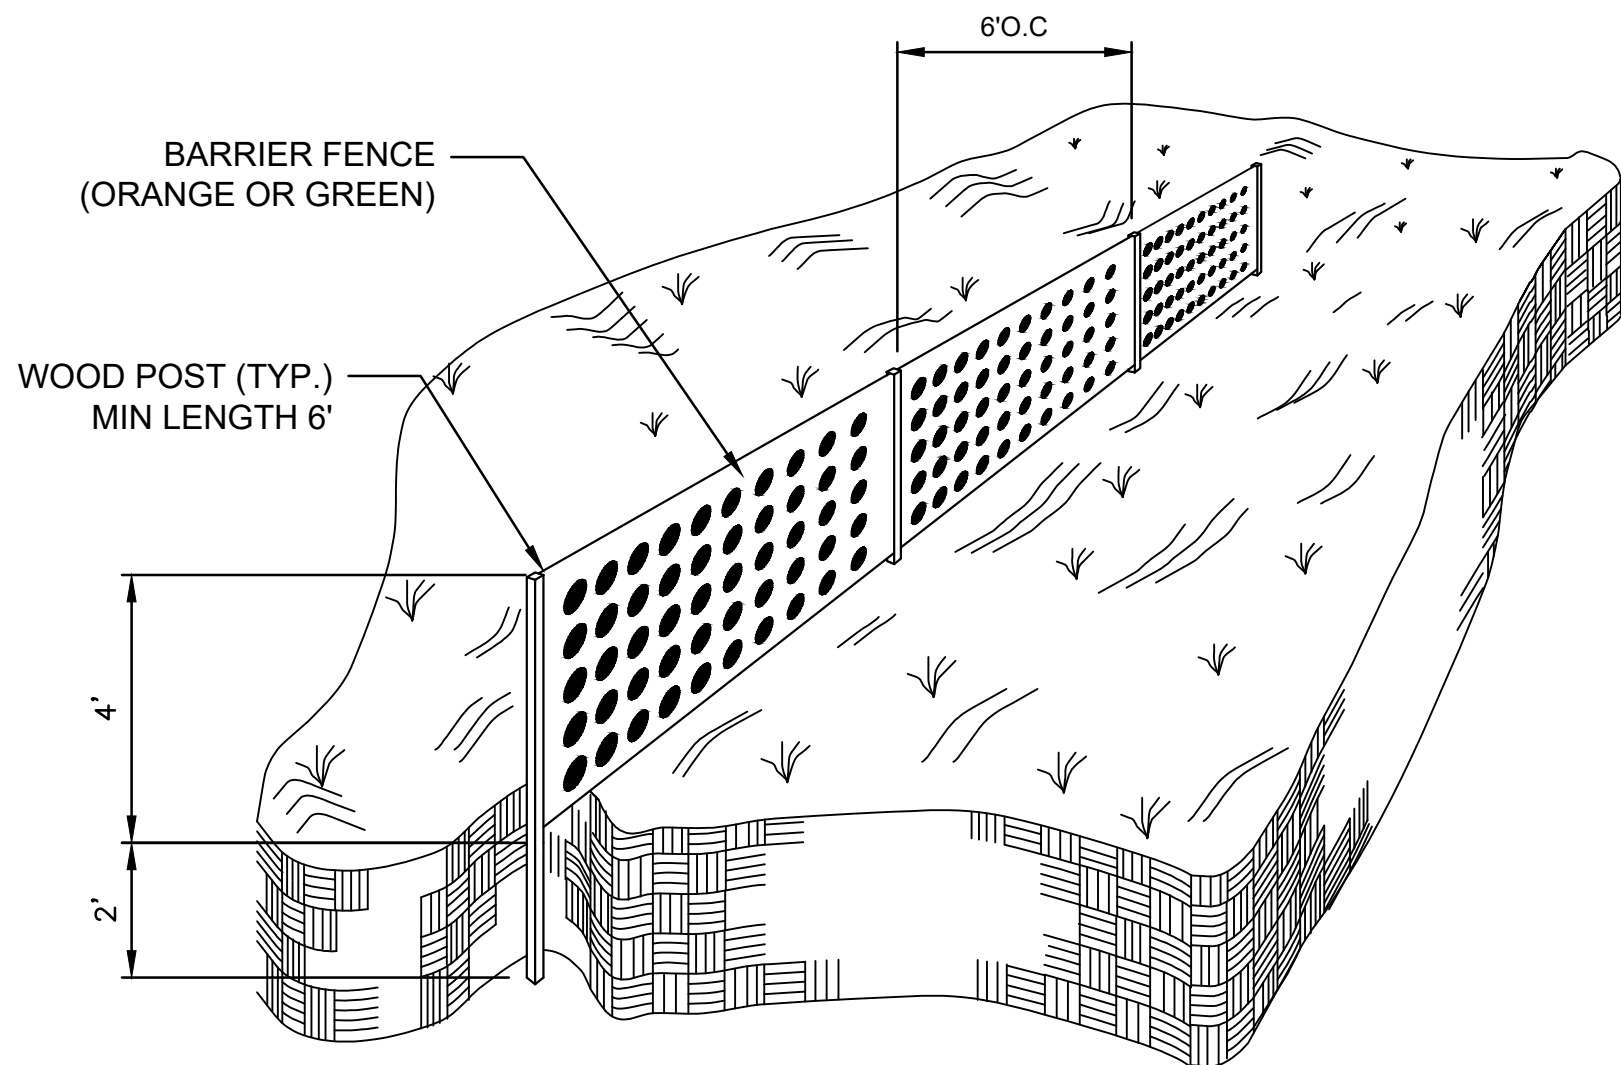 6'O.C
BARRIER FENCE
(ORANGE OR GREEN)
WOOD POST (TYP.)
MIN LENGTH 6'
4'
2'